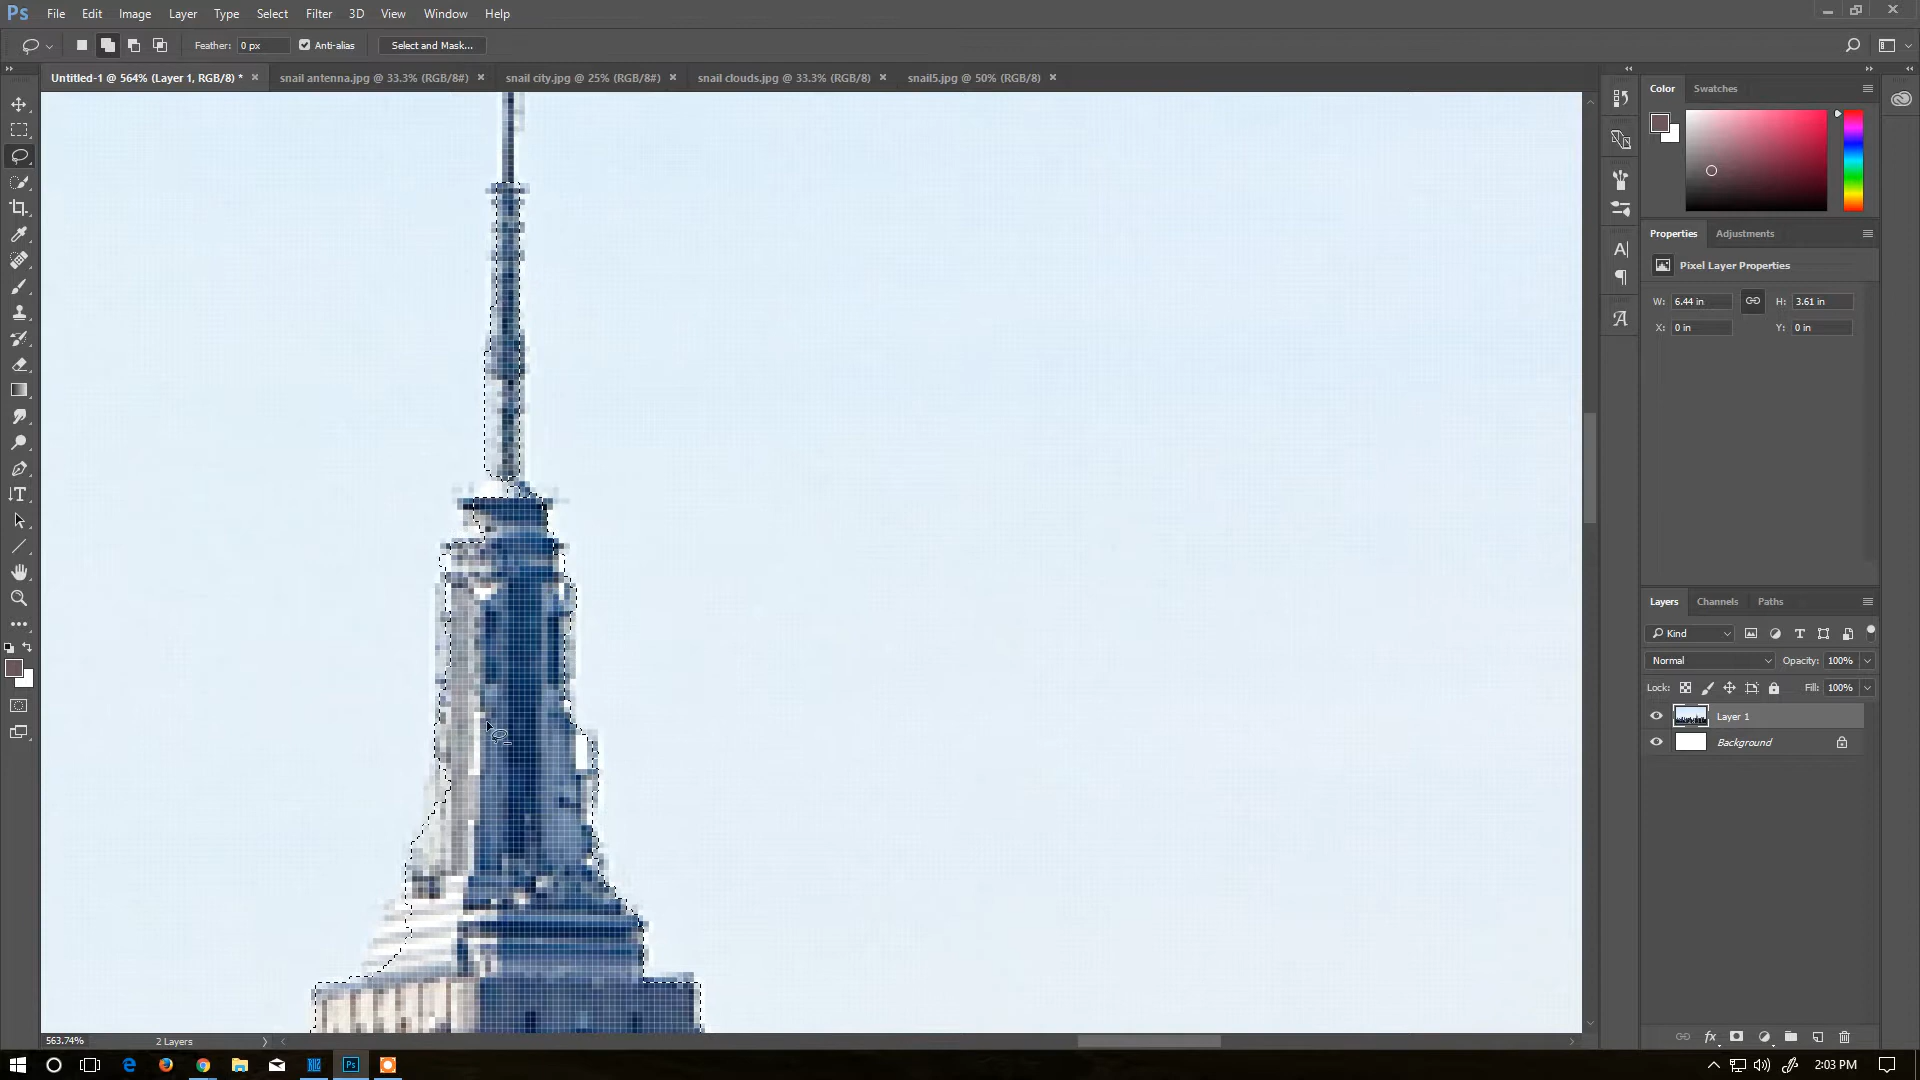 Ps File Edit Image Layer Type Select Filter 3D View Window Help
Feather: 0 px Anti-alias Select and Mask...
Untitled-1 @ 564% (Layer 1, RGB/8) * snail antenna.jpg @ 33.3% (RGB/8#) snail city.jpg @ 25% (RGB/8#) snail clouds.jpg @ 33.3% (RGB/8) snail5.jpg @ 50% (RGB/8)
Color Swatches
Properties Adjustments
Pixel Layer Properties
W: 6.44 in H: 3.61 in
X: 0 in Y: 0 in
Layers Channels Paths
Kind
Normal Opacity: 100%
Lock: Fill: 100%
Layer 1
Background
563.74% 2 Layers
Ps 2:03 PM